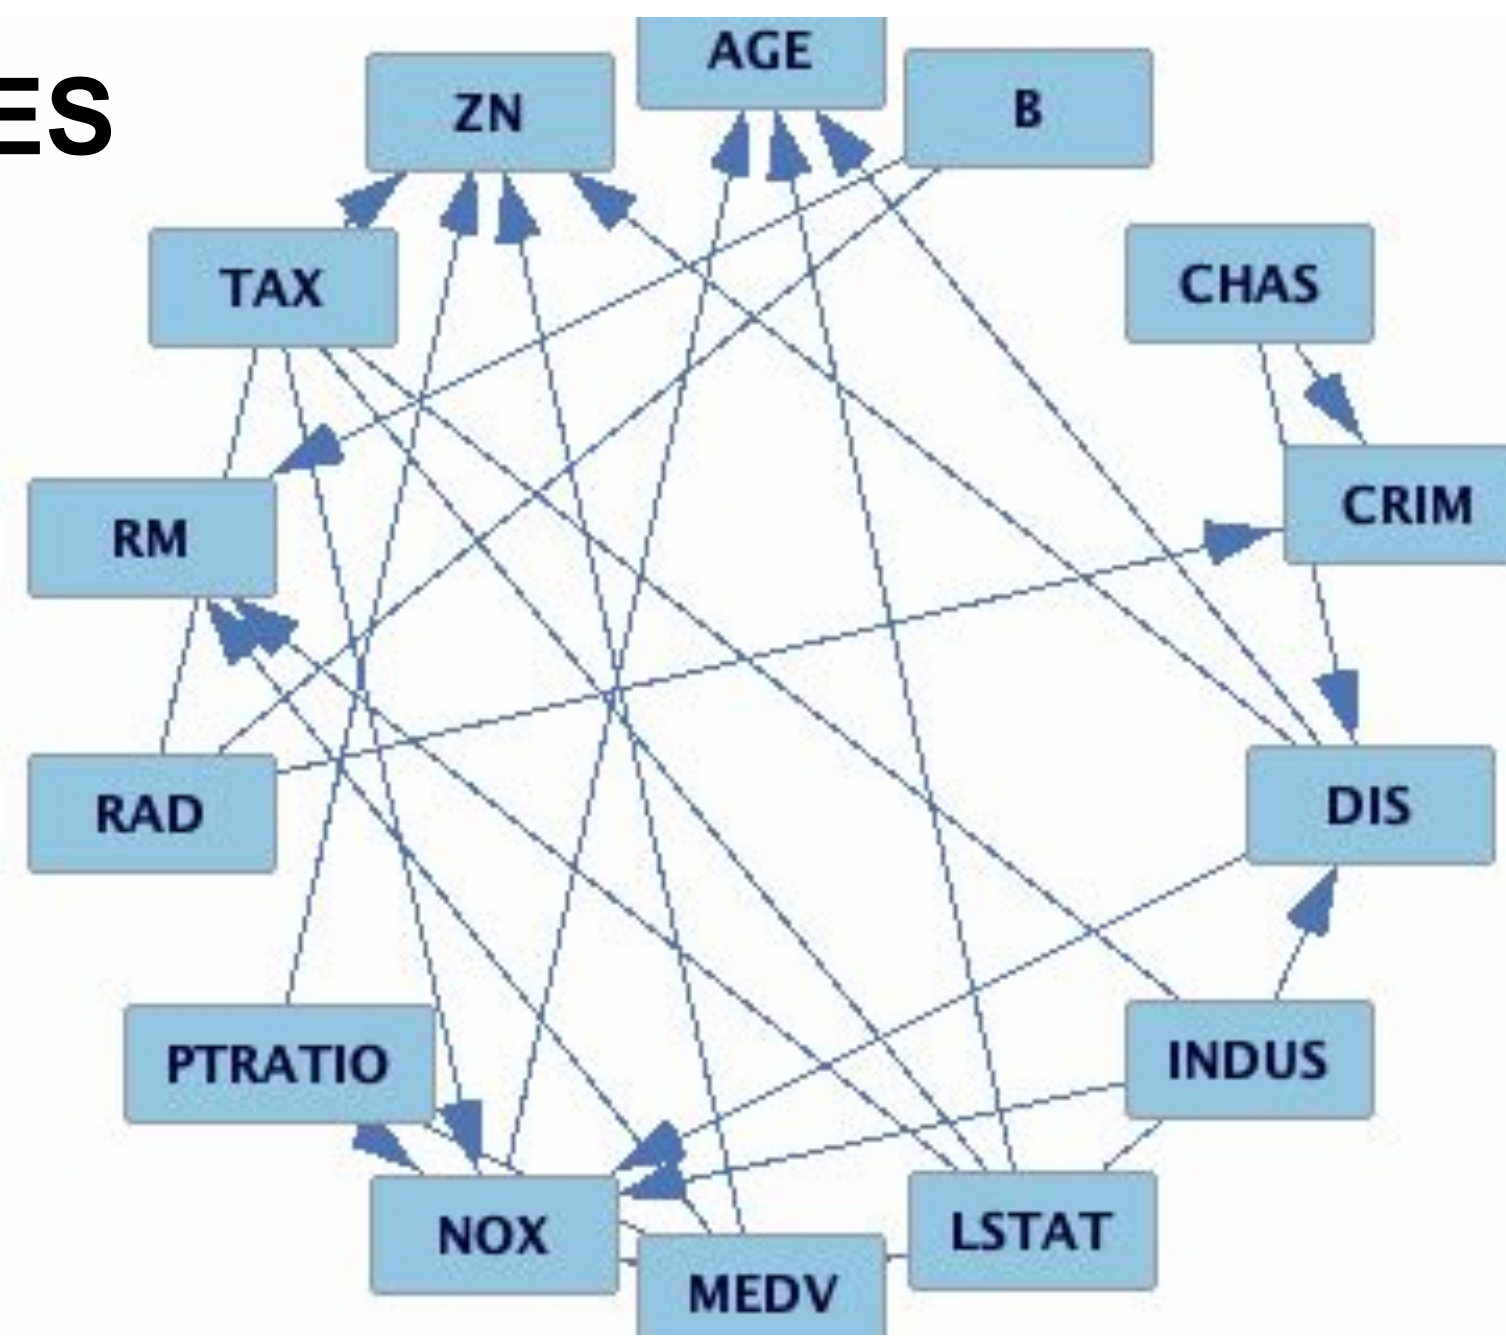 ES
AGE
ZN
B
TAX
CHAS
CRIM
RM
RAD
DIS
PTRATIO
INDUS
NOX
LSTAT
MEDV